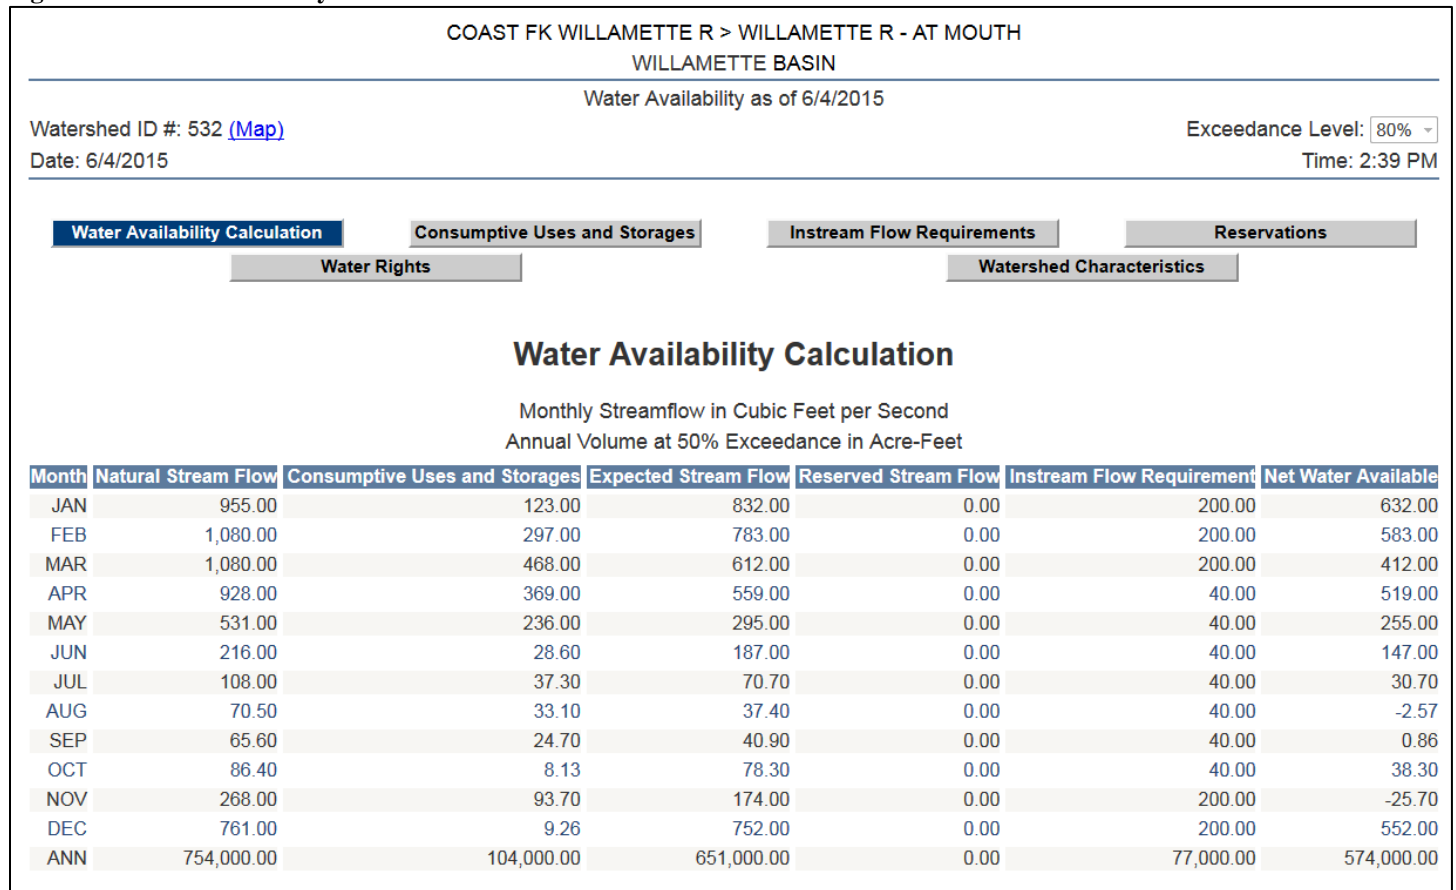 COAST FK WILLAMETTE R > WILLAMETTE R - AT MOUTH
WILLAMETTE BASIN
Water Availability as of 6/4/2015
Watershed ID #: 532 (Map) Exceedance Level: 80%
Date: 6/4/2015 Time: 2:39 PM
Water Availability Calculation Consumptive Uses and Storages Instream Flow Requirements Reservations
Water Rights Watershed Characteristics
Water Availability Calculation
Monthly Streamflow in Cubic Feet per Second
Annual Volume at 50% Exceedance in Acre-Feet
Month Natural Stream Flow Consumptive Uses and Storages Expected Stream Flow Reserved Stream Flow Instream Flow Requirement Net Water Available
JAN 955.00 123.00 832.00 0.00 200.00 632.00
FEB 1,080.00 297.00 783.00 0.00 200.00 583.00
MAR 1,080.00 468.00 612.00 0.00 200.00 412.00
APR 928.00 369.00 559.00 0.00 40.00 519.00
MAY 531.00 236.00 295.00 0.00 40.00 255.00
JUN 216.00 28.60 187.00 0.00 40.00 147.00
JUL 108.00 37.30 70.70 0.00 40.00 30.70
AUG 70.50 33.10 37.40 0.00 40.00 -2.57
SEP 65.60 24.70 40.90 0.00 40.00 0.86
OCT 86.40 8.13 78.30 0.00 40.00 38.30
NOV 268.00 93.70 174.00 0.00 200.00 -25.70
DEC 761.00 9.26 752.00 0.00 200.00 552.00
ANN 754,000.00 104,000.00 651,000.00 0.00 77,000.00 574,000.00